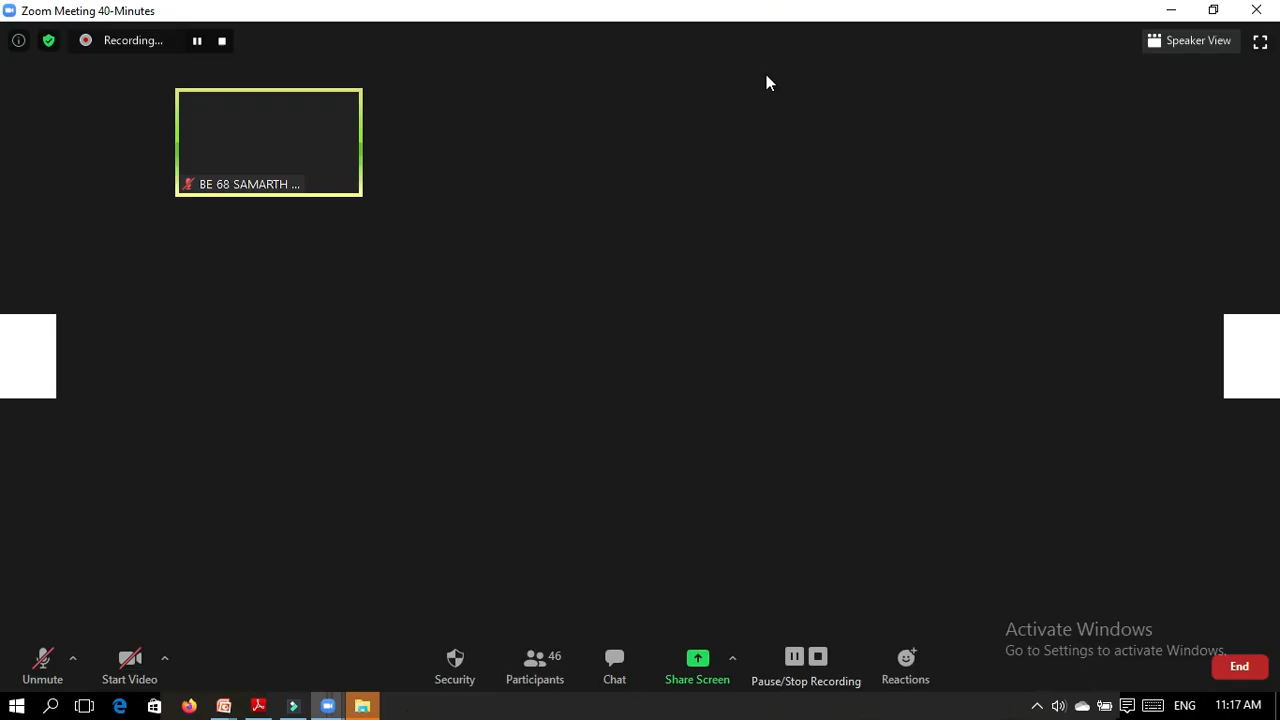 Zoom Meeting 40-Minutes
Recording...
Speaker View
BE 68 SAMARTH ...
Activate Windows
Go to Settings to activate Windows.
Unmute
Start Video
Security
46
Participants
Chat
Share Screen
Pause/Stop Recording
Reactions
End
ENG
11:17 AM